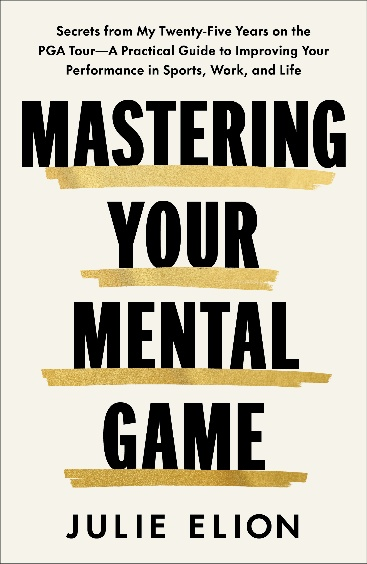 Secrets from My Twenty-Five Years on the
PGA Tour—A Practical Guide to Improving Your
Performance in Sports, Work, and Life
MASTERING
YOUR
MENTAL
GAME
JULIE ELION